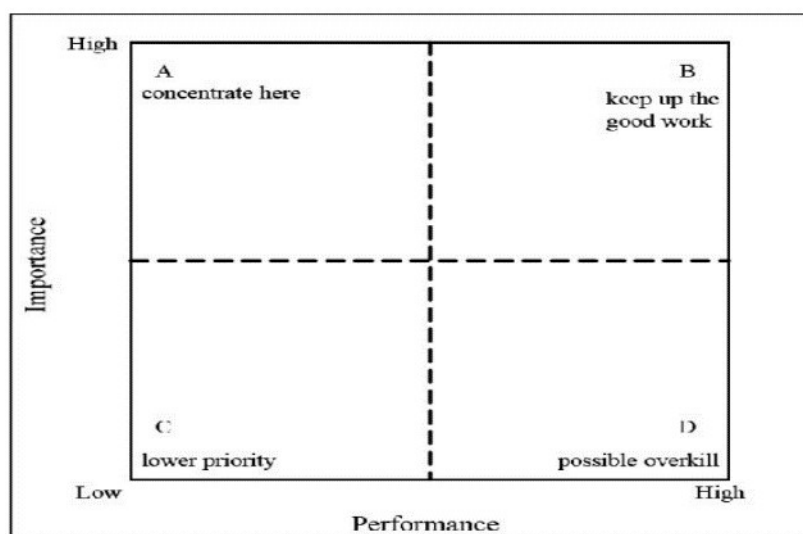 High
A
concentrate here
B
keep up the
good work
Importance
C
lower priority
D
possible overkill
Low
High
Performance